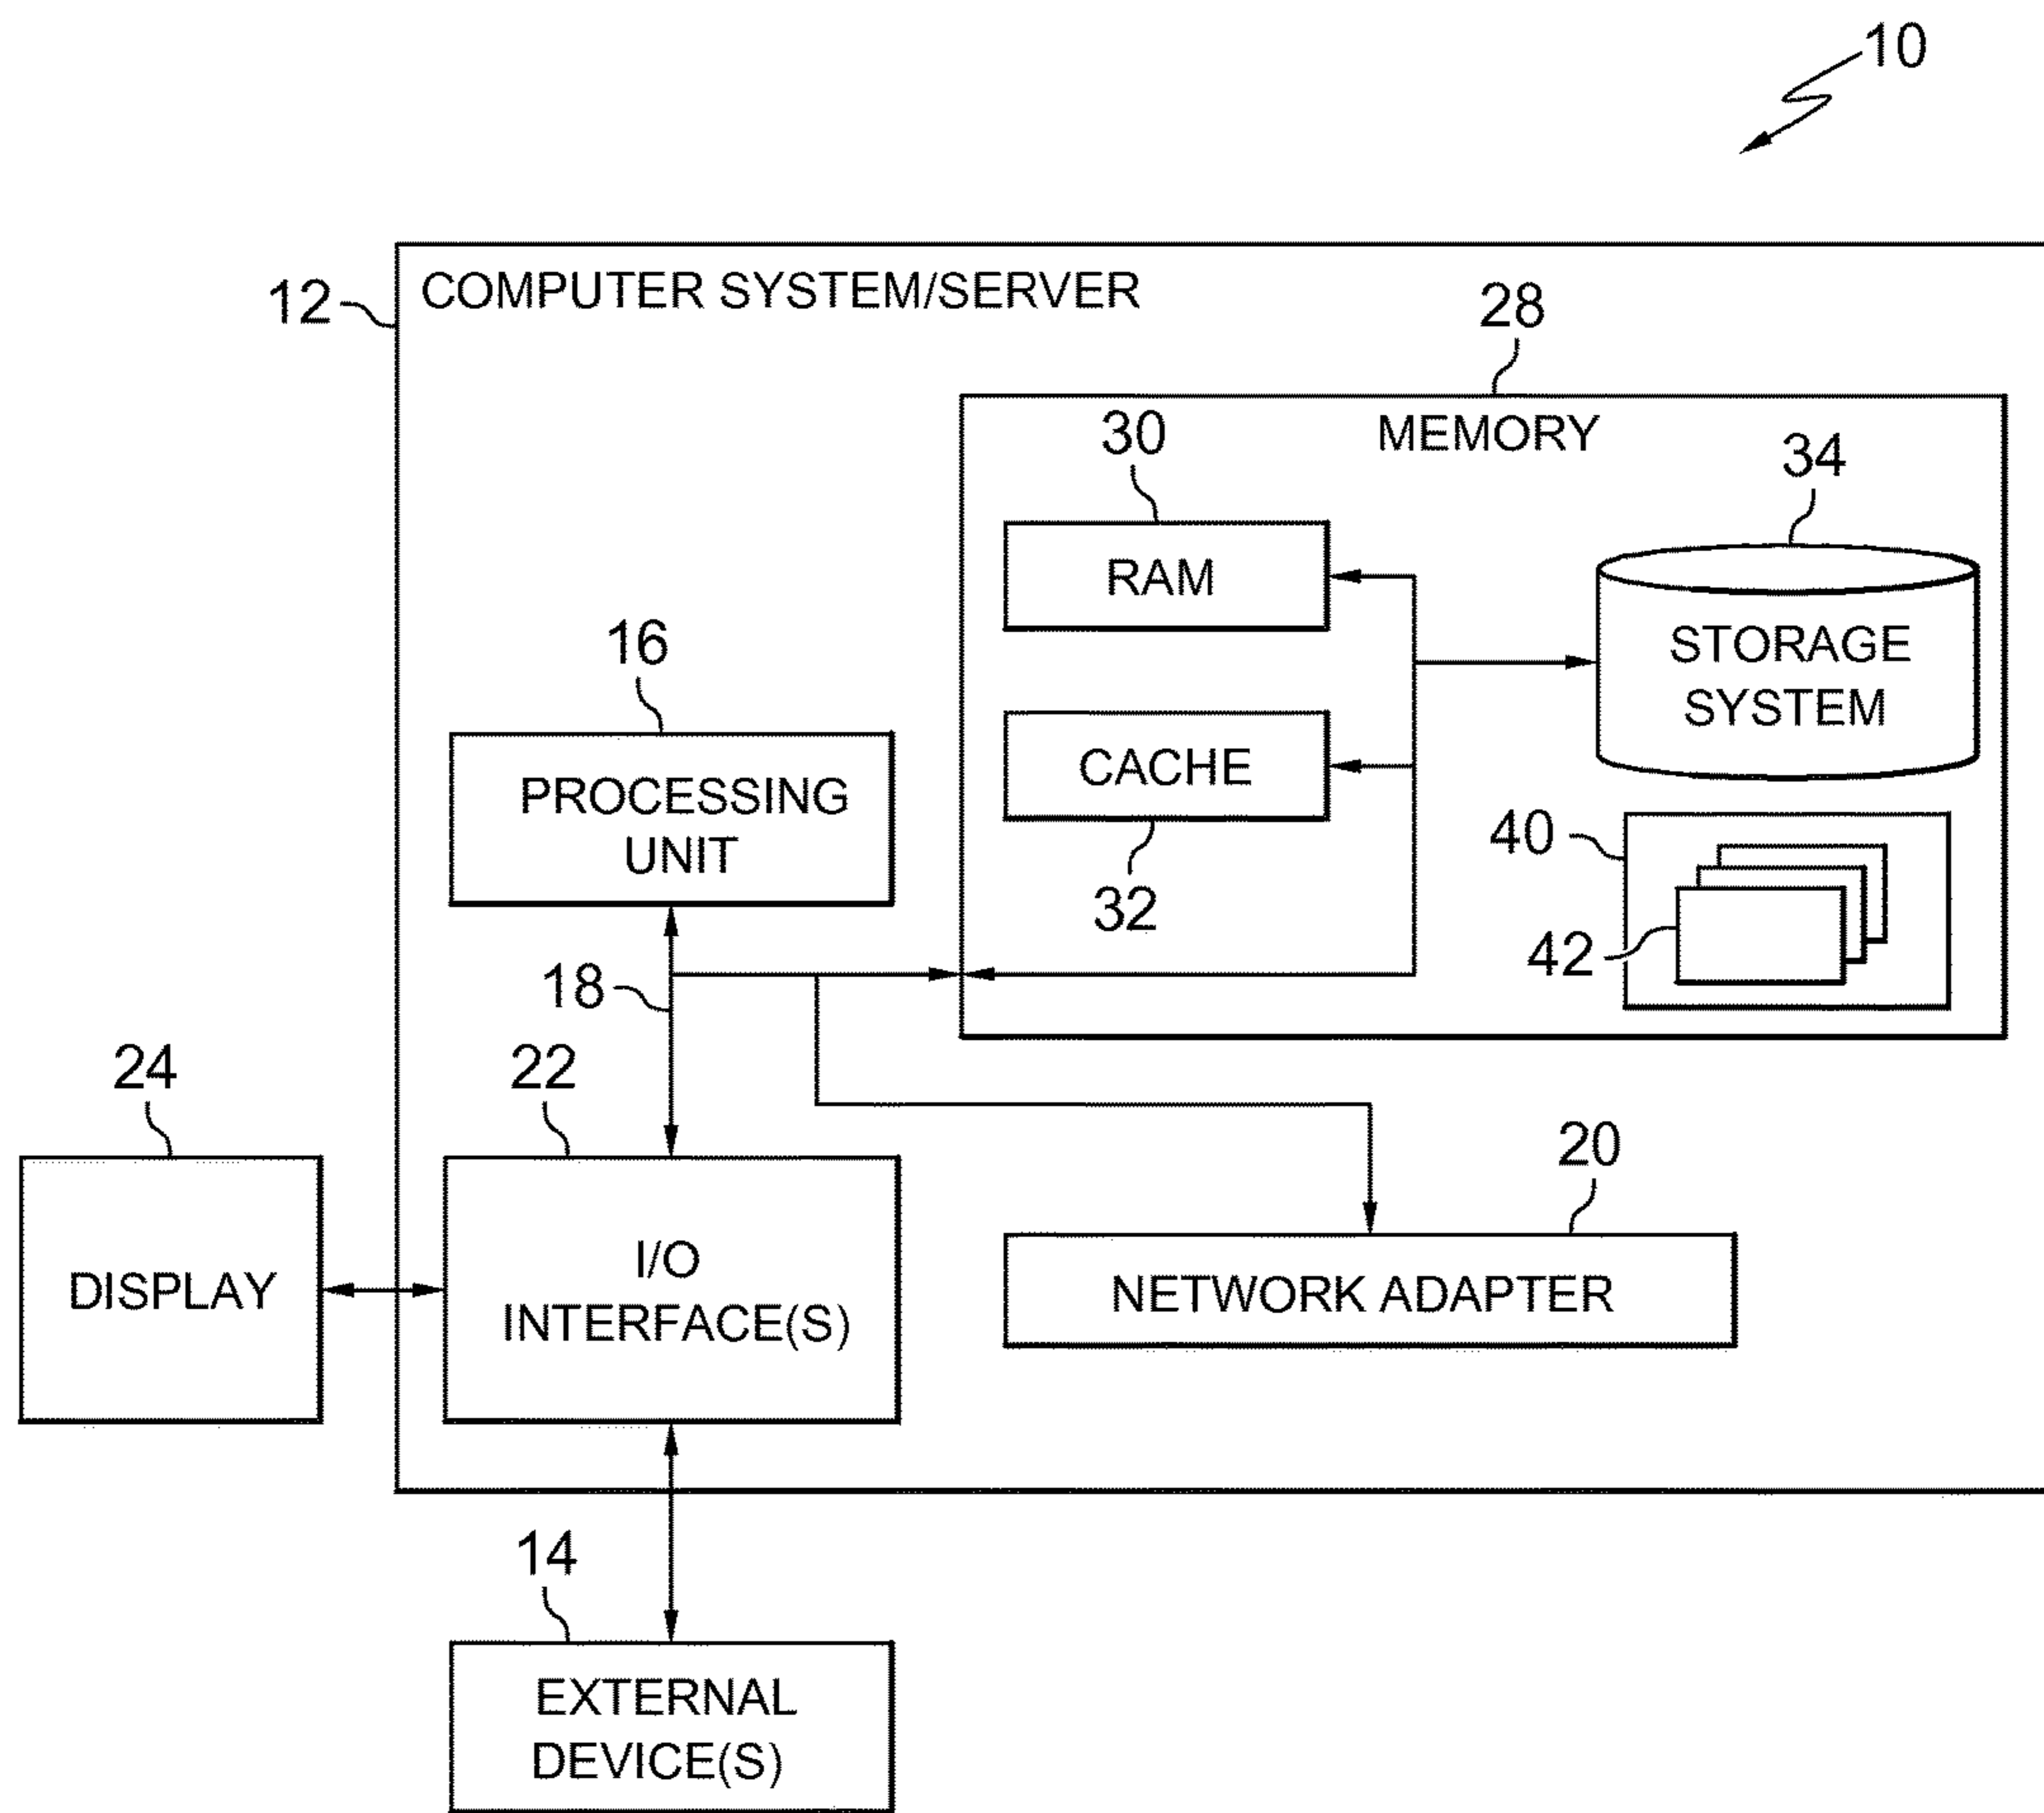 10
12
COMPUTER SYSTEM/SERVER
28
MEMORY
30
34
RAM
STORAGE
SYSTEM
16
CACHE
PROCESSING
UNIT
40
32
42
18
24
22
20
DISPLAY
I/O
INTERFACE(S)
NETWORK ADAPTER
14
EXTERNAL
DEVICE(S)